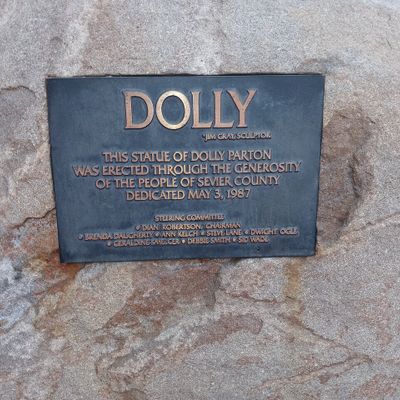 DOLLY
JIM GRAY, SCULPTOR
THIS STATUE OF DOLLY PARTON
WAS ERECTED THROUGH THE GENEROSITY
OF THE PEOPLE OF SEVIER COUNTY
DEDICATED MAY 3, 1987
STEERING COMMITTEE
* DIAN ROBERTSON, CHAIRMAN
* BRENDA DAUGHERTY * ANN KELCH * STEVE LANE * DWIGHT OGLE
* GERALDINE SMELCER * DEBBIE SMITH * SID WADE